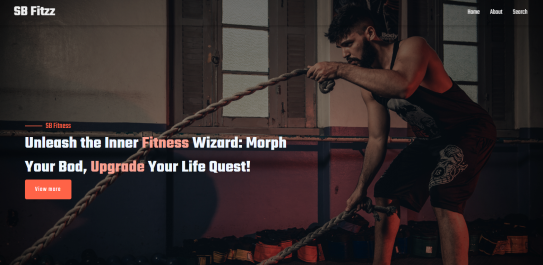 SB Fitzz
Home About Search
SB Fitness
Unleash the Inner Fitness Wizard: Morph
Your Bod, Upgrade Your Life Quest!
View more